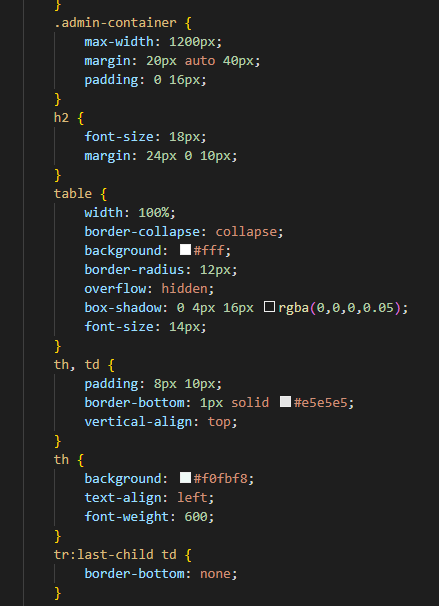 }
.admin-container {
max-width: 1200px;
margin: 20px auto 40px;
padding: 0 16px;
}
h2 {
font-size: 18px;
margin: 24px 0 10px;
}
table {
width: 100%;
border-collapse: collapse;
background: #fff;
border-radius: 12px;
overflow: hidden;
box-shadow: 0 4px 16px rgba(0,0,0,0.05);
font-size: 14px;
}
th, td {
padding: 8px 10px;
border-bottom: 1px solid #e5e5e5;
vertical-align: top;
}
th {
background: #f0fbf8;
text-align: left;
font-weight: 600;
}
tr:last-child td {
border-bottom: none;
}